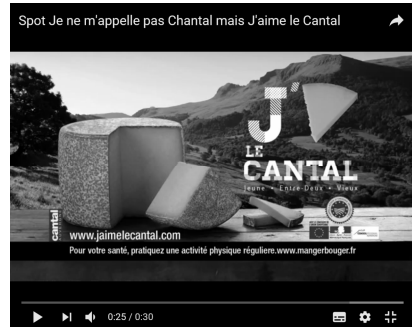 Spot Je ne m'appelle pas Chantal mais J'aime le Cantal
J'
LE
CANTAL
Jeune • Entre-Deux • Vieux
cantal
www.jaimelecantal.com
Pour votre santé, pratiquez une activité physique régulière.www.mangerbouger.fr
0:25 / 0:30